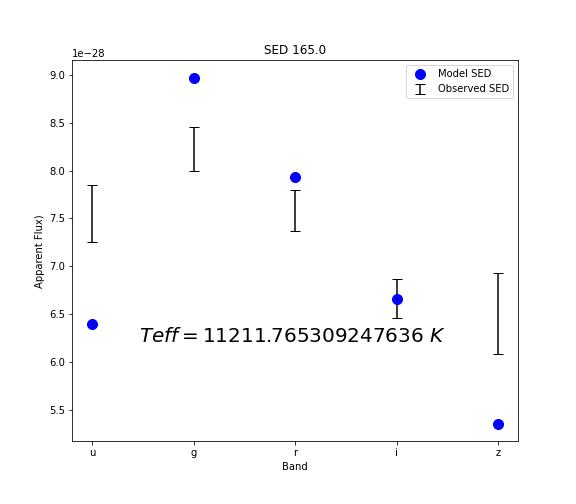 SED 165.0
1e−28
9.0
8.5
8.0
7.5
7.0
6.5
6.0
5.5
Apparent Flux)
Model SED
Observed SED
Teff = 11211.765309247636 K
u g r i z
Band